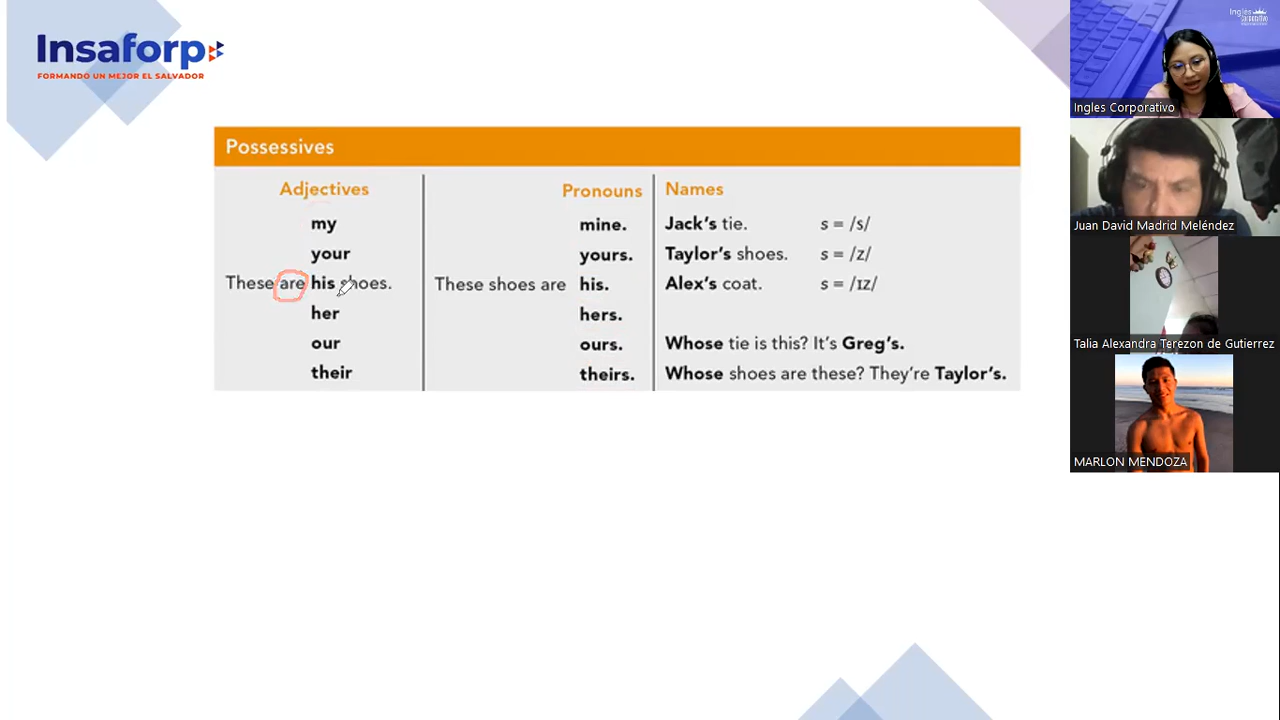 Insaforp
FORMANDO UN MEJOR EL SALVADOR
Possessives
Adjectives
my
your
These are his shoes.
her
our
their
Pronouns
mine.
yours.
These shoes are his.
hers.
ours.
theirs.
Names
Jack's tie. s = /s/
Taylor's shoes. s = /z/
Alex's coat. s = /ɪz/
Whose tie is this? It's Greg's.
Whose shoes are these? They're Taylor's.
Ingles Corporativo
Juan David Madrid Meléndez
Talia Alexandra Terezon de Gutierrez
MARLON MENDOZA